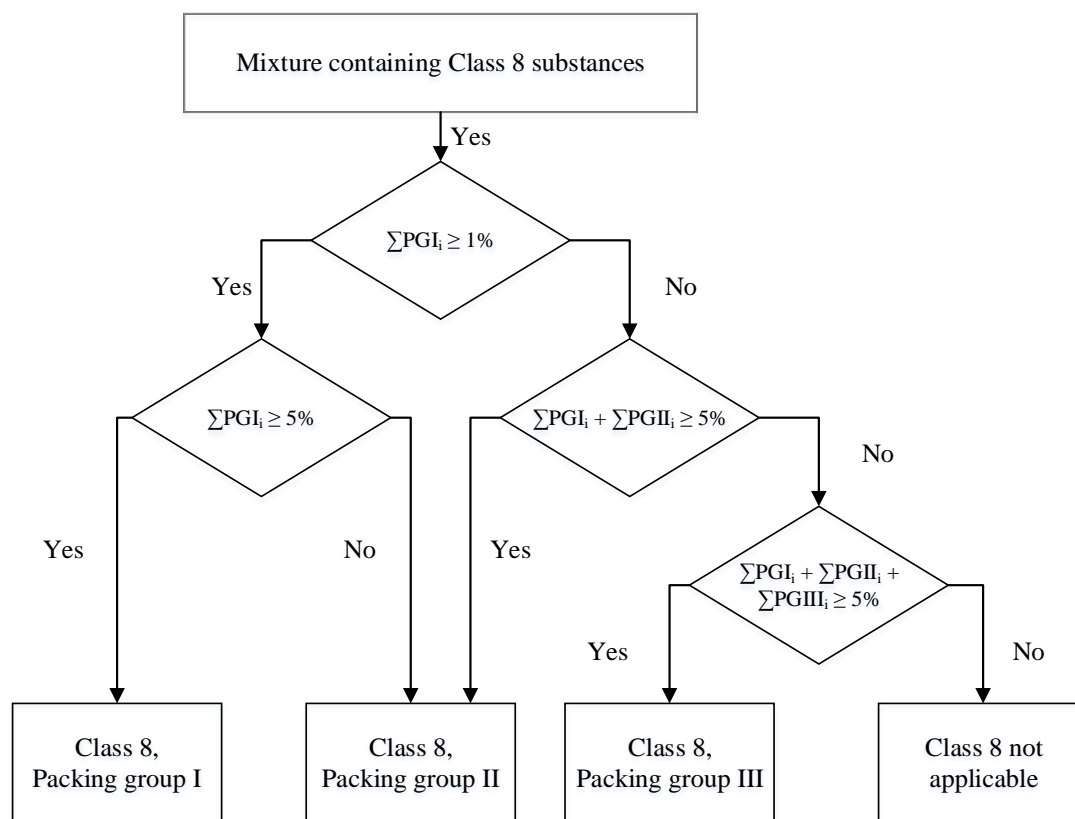 Mixture containing Class 8 substances
Yes
∑PGIᵢ ≥ 1%
Yes
No
∑PGIᵢ ≥ 5%
∑PGIᵢ + ∑PGIIᵢ ≥ 5%
No
Yes
No
Yes
∑PGIᵢ + ∑PGIIᵢ +
∑PGIIIᵢ ≥ 5%
Yes
No
Class 8,
Packing group I
Class 8,
Packing group II
Class 8,
Packing group III
Class 8 not
applicable